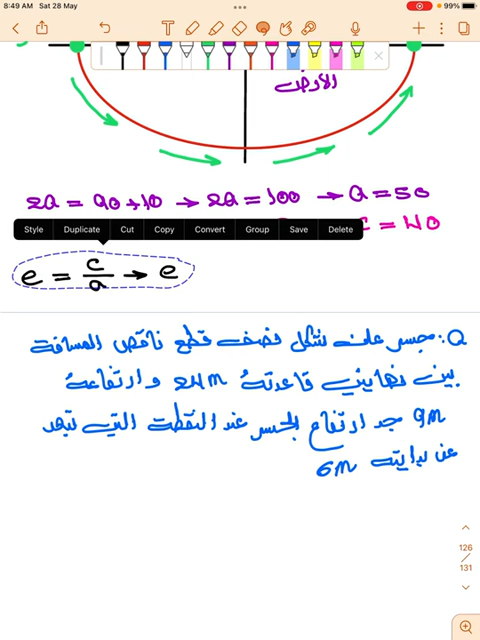 8:49 AM Sat 28 May
99%
الأرض
2a = 90+10 → 2a = 100 → a = 50
c = 40
Style Duplicate Cut Copy Convert Group Save Delete
e = c/a → e
Q: جسر على شكل نصف قطع ناقص المسافة
بين نهايتي قاعدته 24m وارتفاعه
9m جد ارتفاع الجسر عند النقطة التي تبعد
عن بدايته 6m
126
131